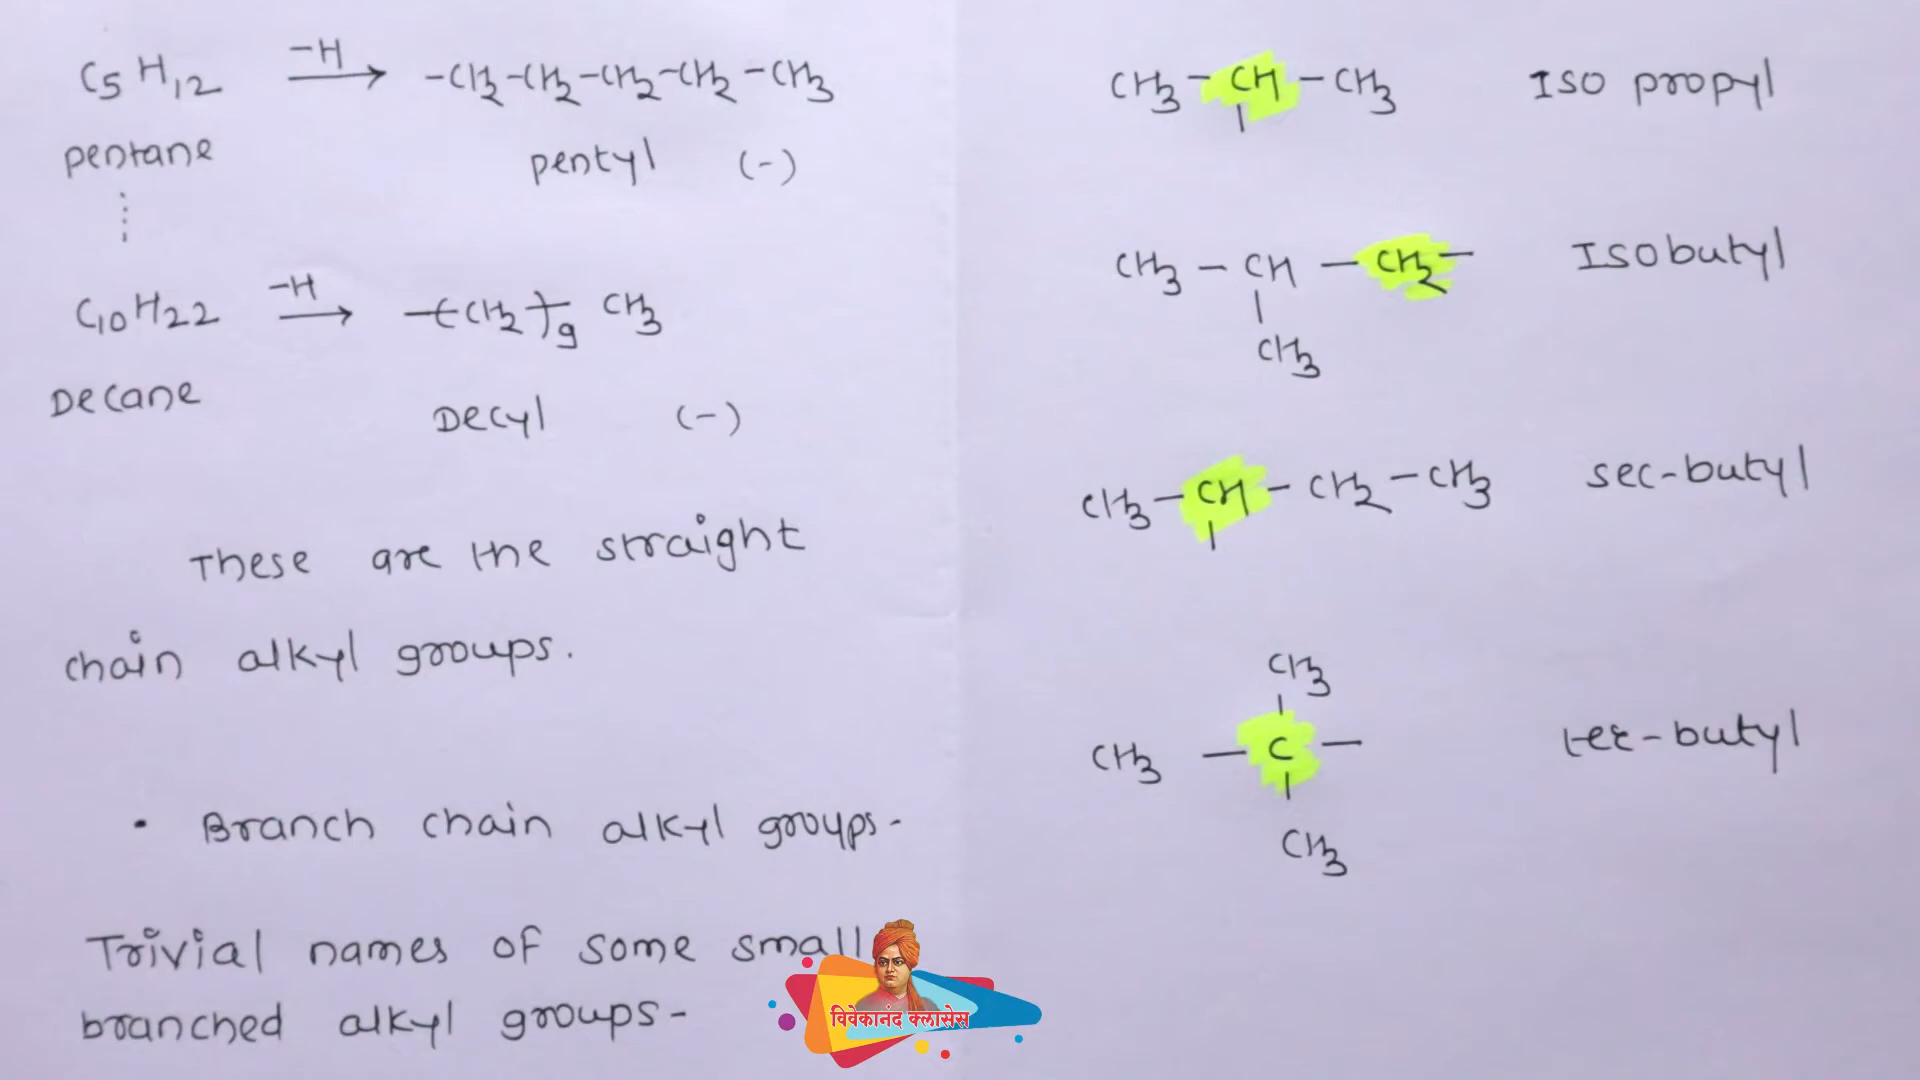 C5H12 —H→ -CH2-CH2-CH2-CH2-CH3
pentane pentyl (-)
C10H22 —H→ -(CH2)9 CH3
Decane Decyl (-)
These are the straight
chain alkyl groups.
• Branch chain alkyl groups-
Trivial names of some small
branched alkyl groups-
CH3-CH-CH3 Iso propyl
CH3 - CH - CH2- Isobutyl
CH3
CH3-CH-CH2-CH3 sec-butyl
CH3
CH3 - C - ter-butyl
CH3
विवेकानंद क्लासेस